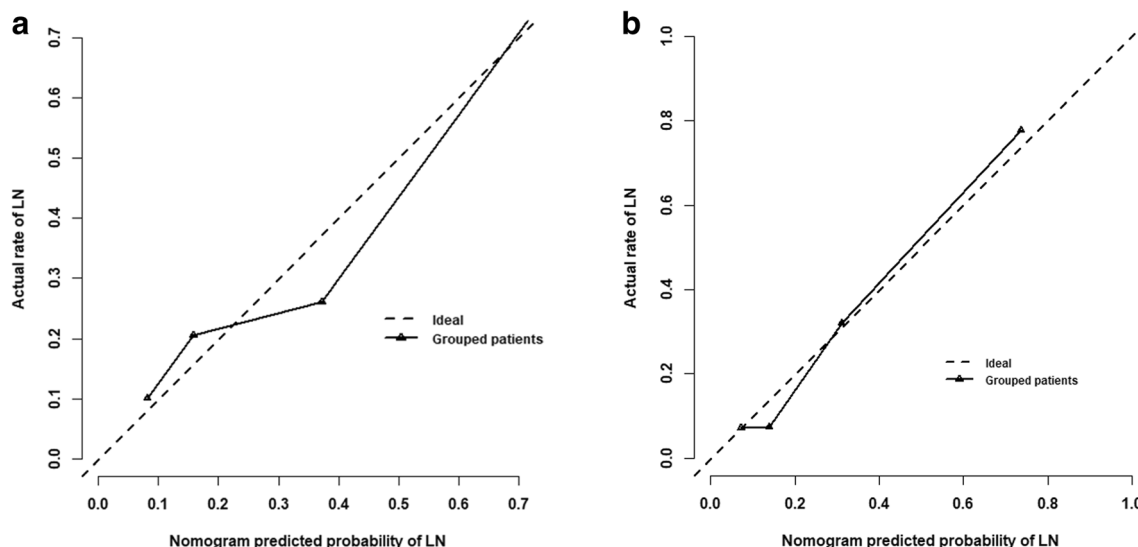 a
0.7
0.6
0.5
0.4
0.3
0.2
0.1
0.0
Actual rate of LN
Ideal
Grouped patients
0.0 0.1 0.2 0.3 0.4 0.5 0.6 0.7
Nomogram predicted probability of LN
b
1.0
0.8
0.6
0.4
0.2
0.0
Actual rate of LN
Ideal
Grouped patients
0.0 0.2 0.4 0.6 0.8 1.0
Nomogram predicted probability of LN